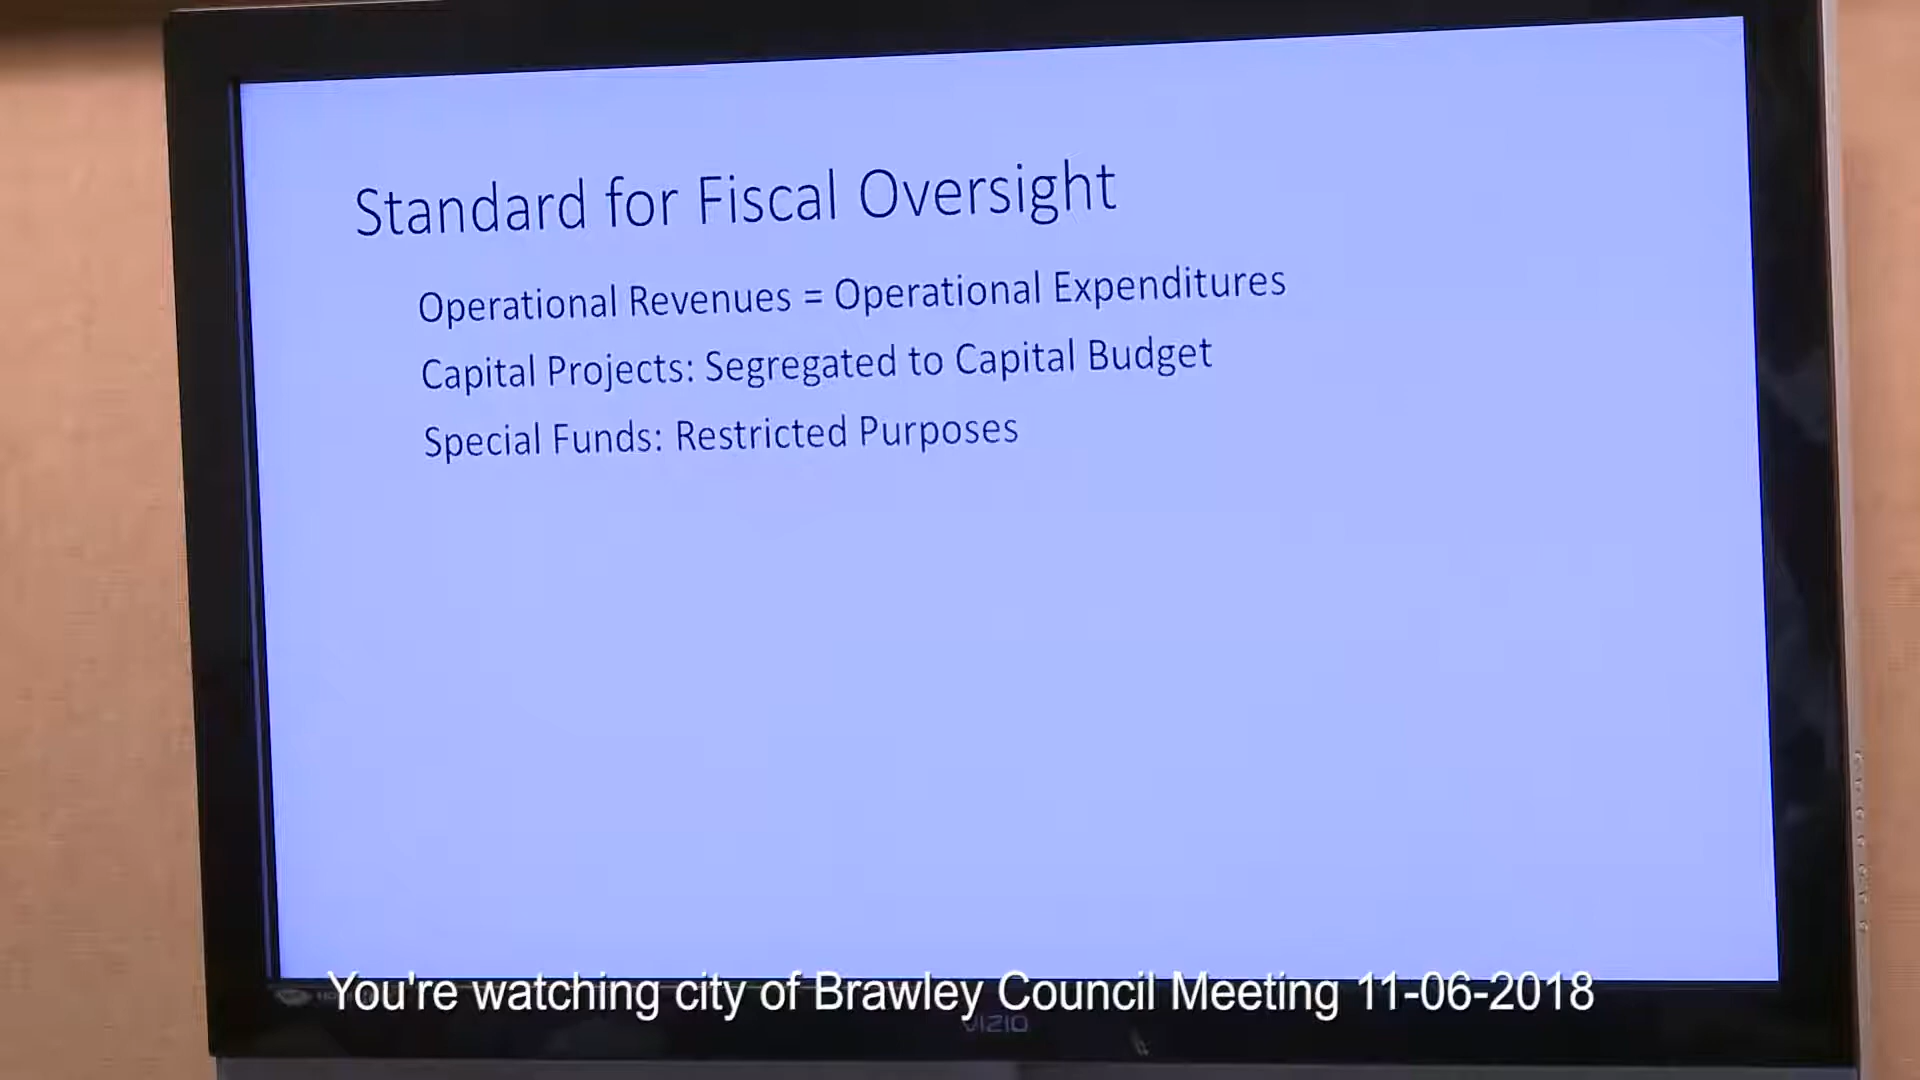 Standard for Fiscal Oversight
Operational Revenues = Operational Expenditures
Capital Projects: Segregated to Capital Budget
Special Funds: Restricted Purposes
You're watching city of Brawley Council Meeting 11-06-2018
VIZIO